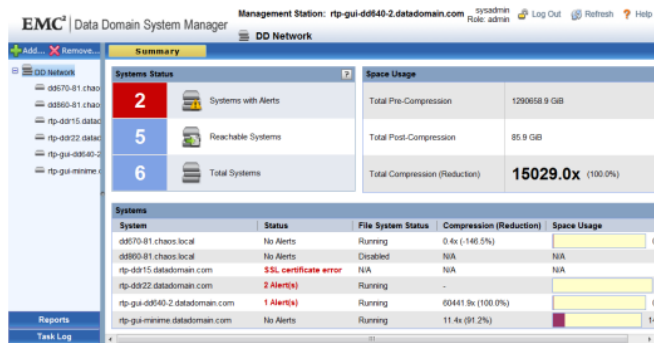 EMC² | Data Domain System Manager
Management Station: rtp-gui-dd640-2.datadomain.com
sysadmin
Role: admin
Log Out
Refresh
Help
DD Network
Add...
Remove...
Summary
DD Network
dd670-81.chao
dd860-81.chao
rtp-ddr15.datac
rtp-ddr22.datac
rtp-gui-dd640-2
rtp-gui-minime.
Reports
Task Log
Systems Status
?
2 Systems with Alerts
5 Reachable Systems
6 Total Systems
Space Usage
Total Pre-Compression 1290658.9 GiB
Total Post-Compression 85.9 GiB
Total Compression (Reduction) 15029.0x (100.0%)
Systems
System Status File System Status Compression (Reduction) Space Usage
dd670-81.chaos.local No Alerts Running 0.4x (-146.5%)
dd860-81.chaos.local No Alerts Disabled N/A N/A
rtp-ddr15.datadomain.com SSL certificate error N/A N/A N/A
rtp-ddr22.datadomain.com 2 Alert(s) Running -
rtp-gui-dd640-2.datadomain.com 1 Alert(s) Running 60441.9x (100.0%)
rtp-gui-minime.datadomain.com No Alerts Running 11.4x (91.2%) 14